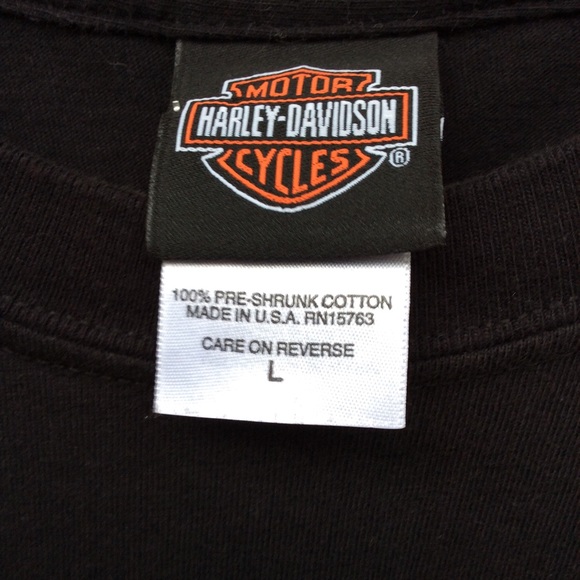 MOTOR
HARLEY-DAVIDSON
CYCLES ®
100% PRE-SHRUNK COTTON
MADE IN U.S.A. RN15763
CARE ON REVERSE
L